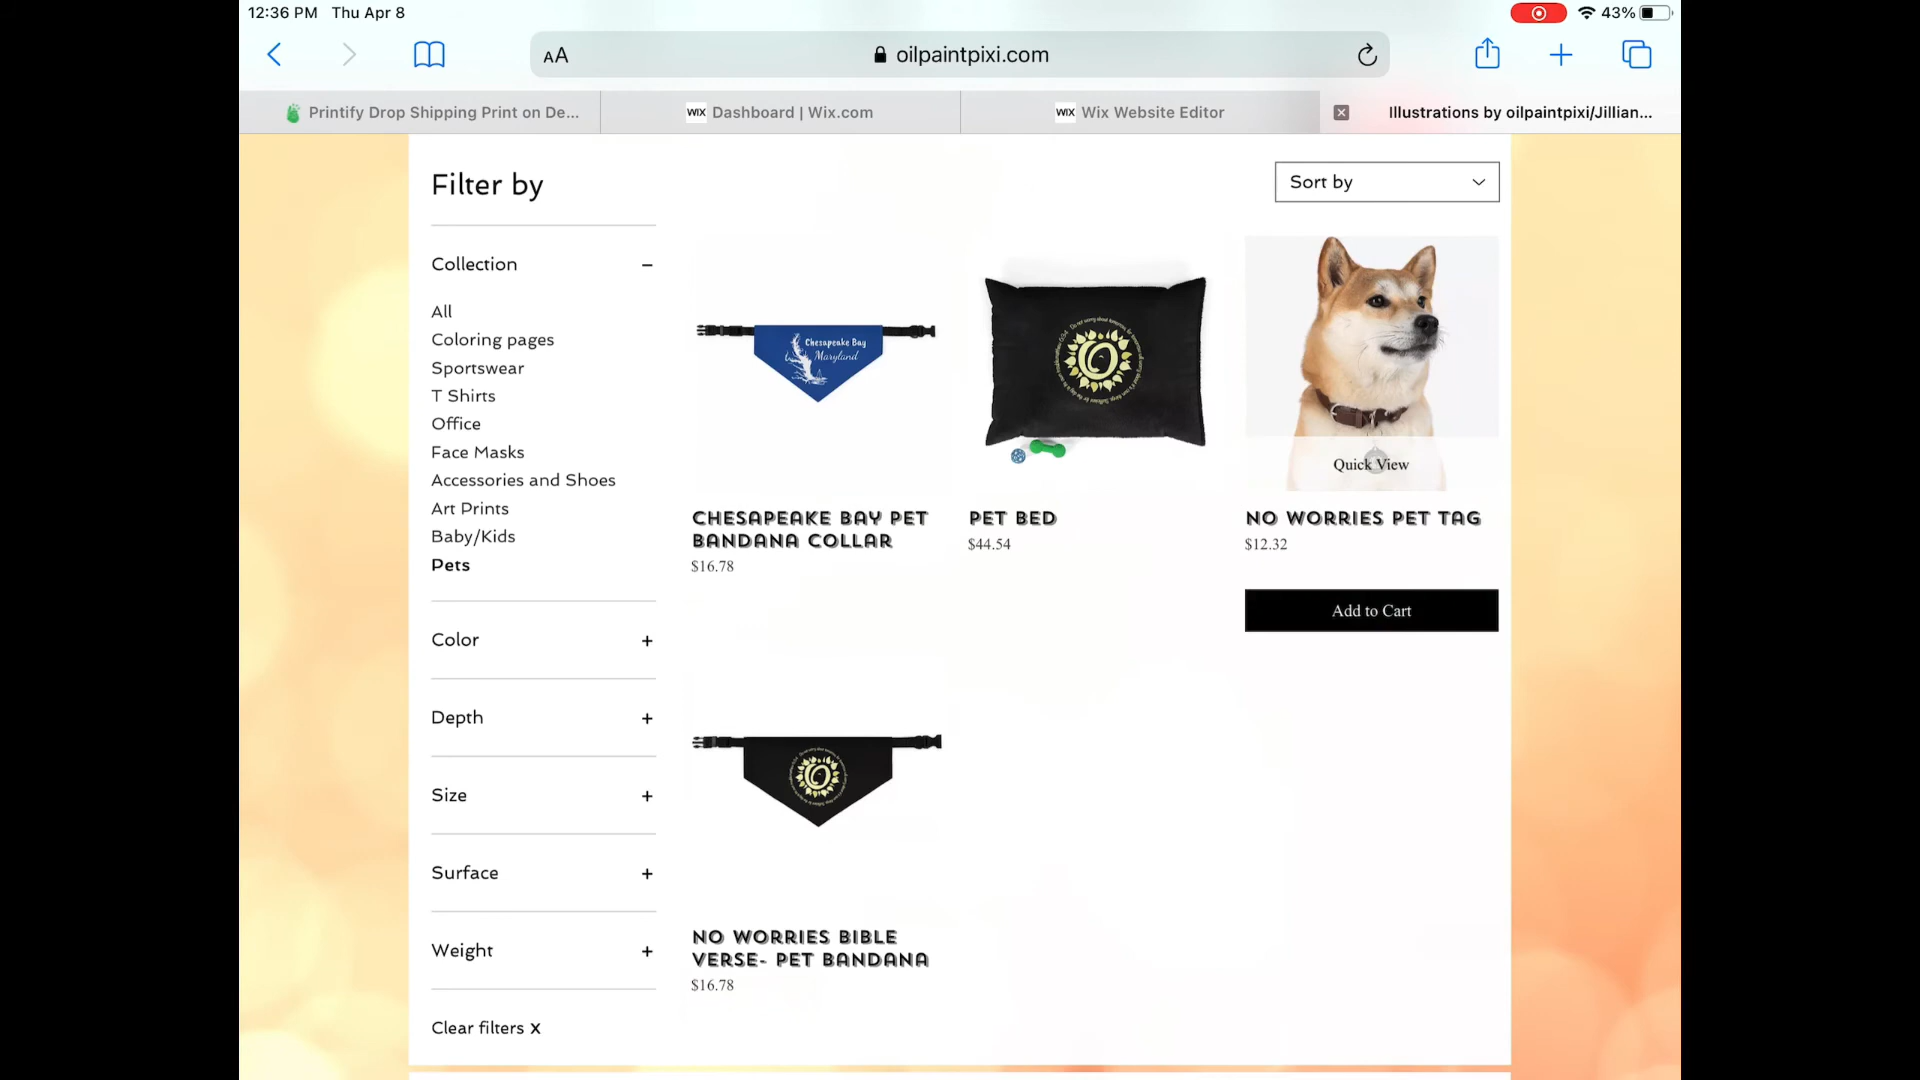 12:36 PM Thu Apr 8
43%
AA
oilpaintpixi.com
Printify Drop Shipping Print on De...
WIX Dashboard | Wix.com
WIX Wix Website Editor
Illustrations by oilpaintpixi/Jillian...
Filter by
Sort by
Collection
All
Coloring pages
Sportswear
T Shirts
Office
Face Masks
Accessories and Shoes
Art Prints
Baby/Kids
Pets
Color
Depth
Size
Surface
Weight
Clear filters X
Chesapeake Bay
Maryland
CHESAPEAKE BAY PET
BANDANA COLLAR
$16.78
PET BED
$44.54
Quick View
NO WORRIES PET TAG
$12.32
Add to Cart
NO WORRIES BIBLE
VERSE- PET BANDANA
$16.78